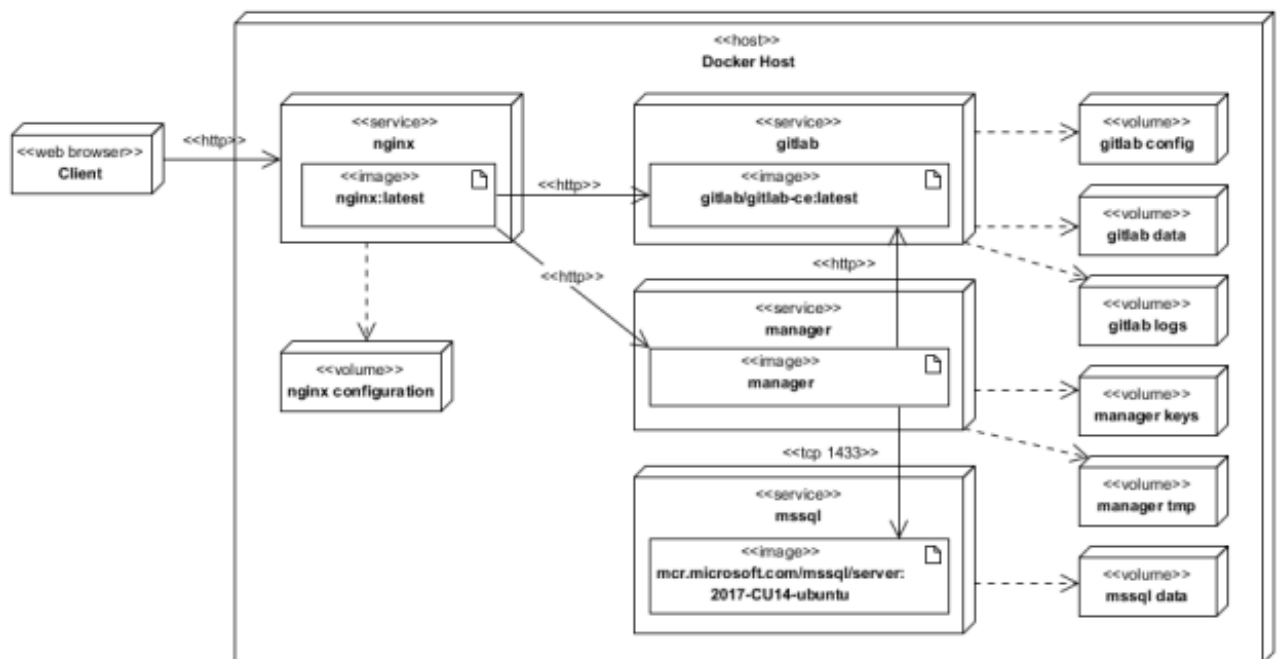 <<host>>
Docker Host
<<web browser>>
Client
<<http>>
<<service>>
nginx
<<image>>
nginx:latest
<<http>>
<<http>>
<<volume>>
nginx configuration
<<service>>
gitlab
<<image>>
gitlab/gitlab-ce:latest
<<http>>
<<service>>
manager
<<image>>
manager
<<tcp 1433>>
<<service>>
mssql
<<image>>
mcr.microsoft.com/mssql/server:
2017-CU14-ubuntu
<<volume>>
gitlab config
<<volume>>
gitlab data
<<volume>>
gitlab logs
<<volume>>
manager keys
<<volume>>
manager tmp
<<volume>>
mssql data